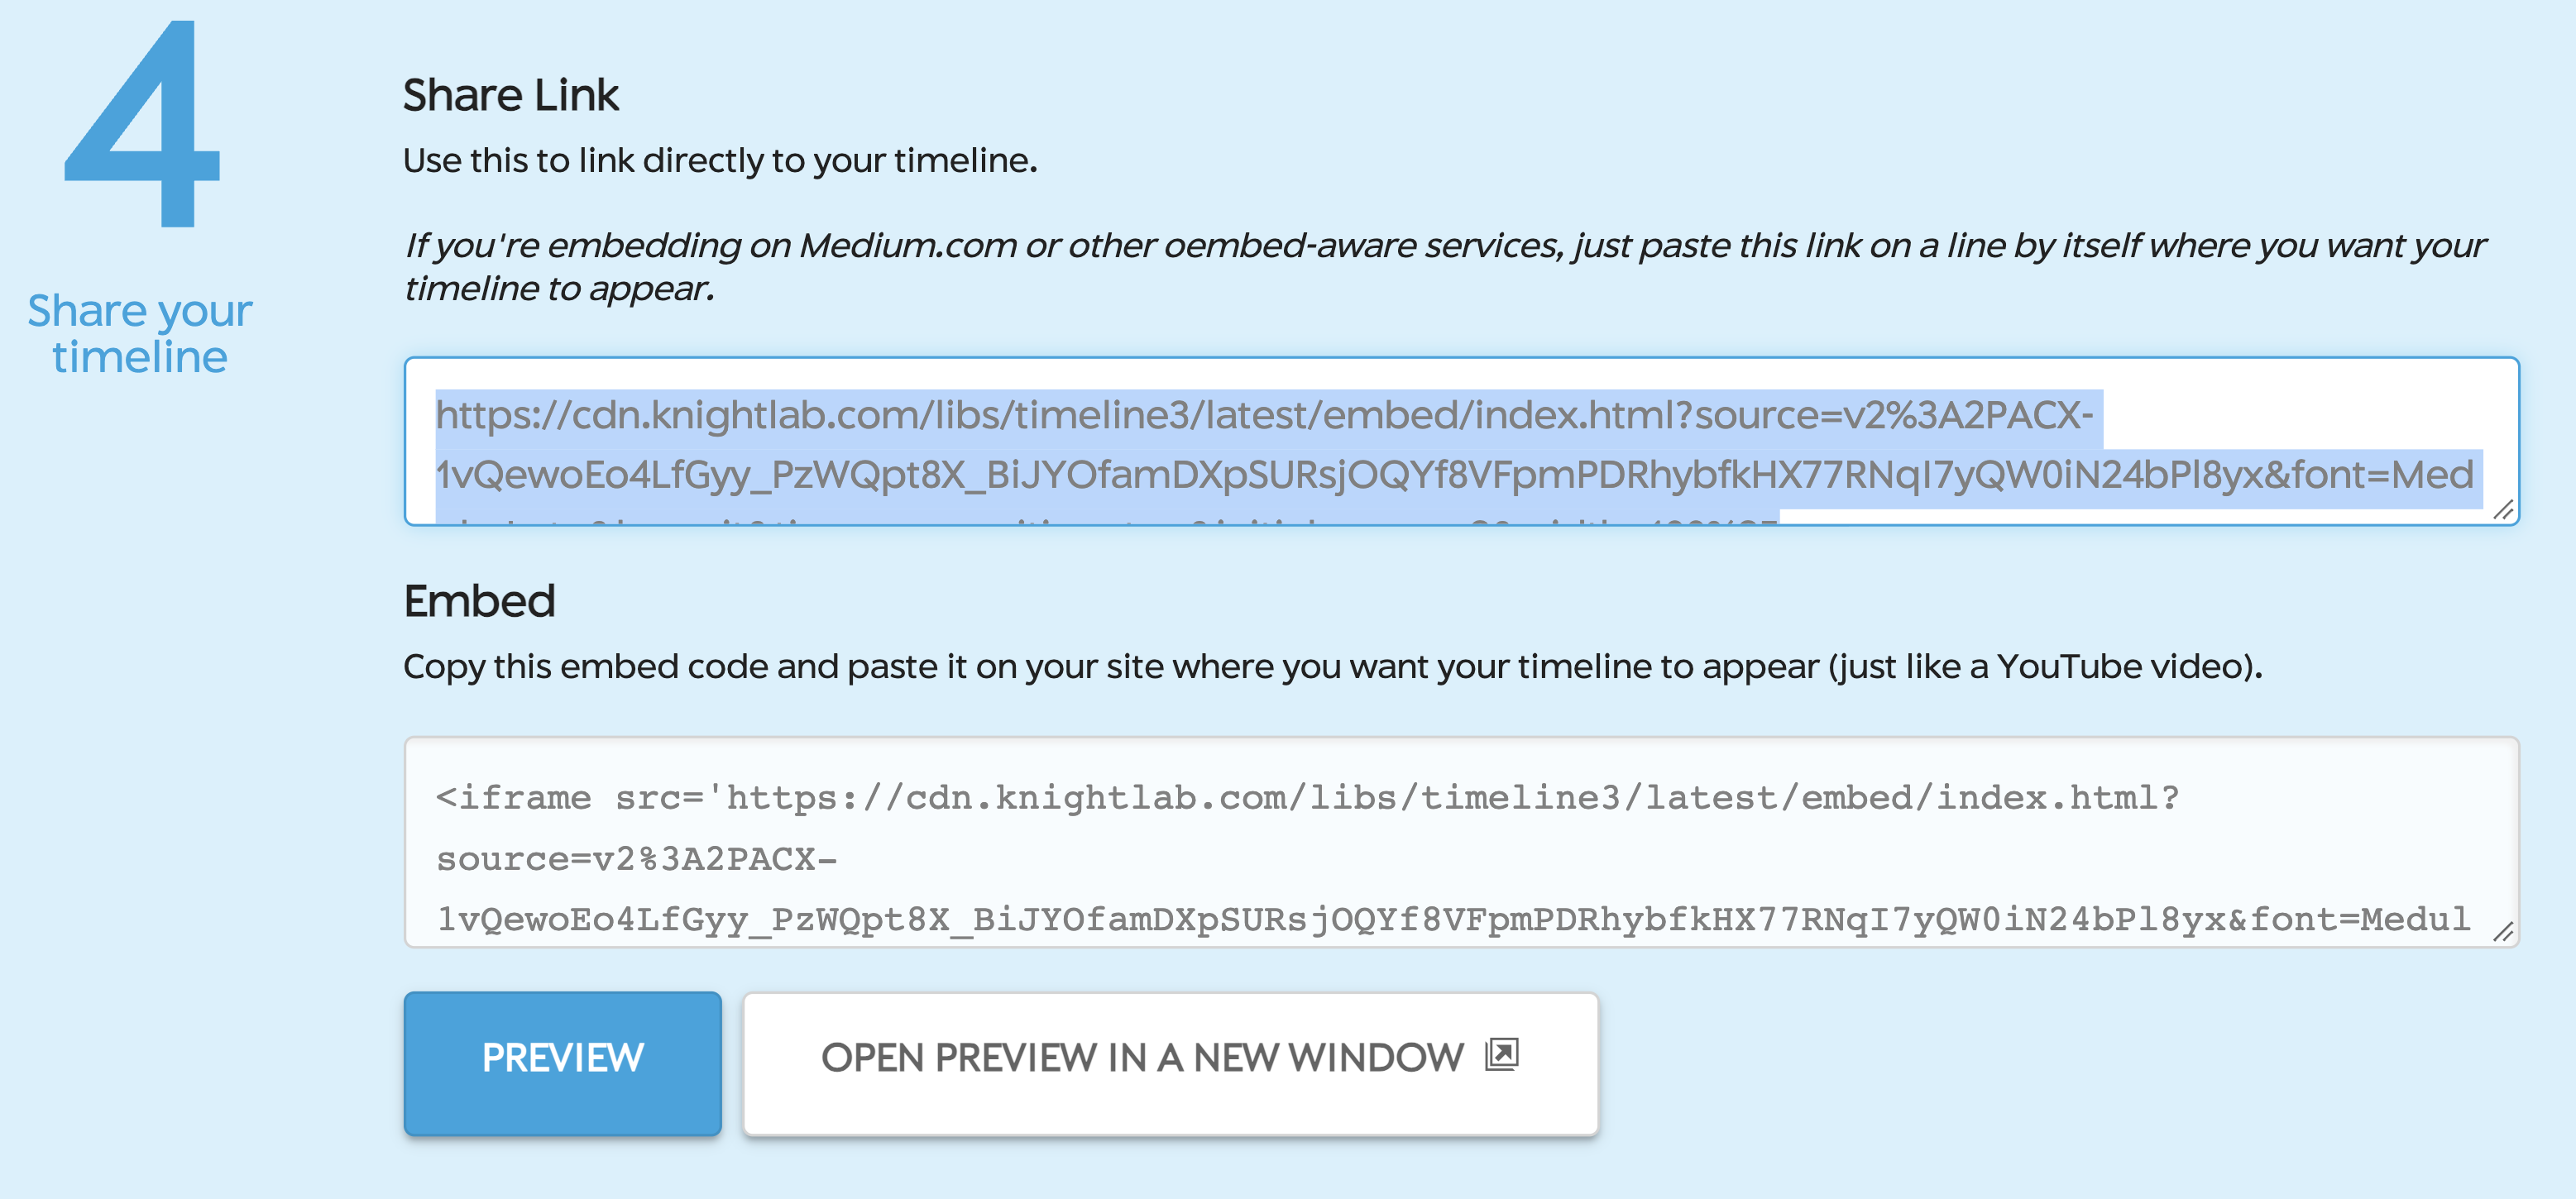 4
Share your
timeline
Share Link
Use this to link directly to your timeline.
If you're embedding on Medium.com or other oembed-aware services, just paste this link on a line by itself where you want your
timeline to appear.
https://cdn.knightlab.com/libs/timeline3/latest/embed/index.html?source=v2%3A2PACX-
1vQewoEo4LfGyy_PzWQpt8X_BiJYOfamDXpSURsjOQYf8VFpmPDRhybfkHX77RNqI7yQW0iN24bPl8yx&font=Med
Embed
Copy this embed code and paste it on your site where you want your timeline to appear (just like a YouTube video).
<iframe src='https://cdn.knightlab.com/libs/timeline3/latest/embed/index.html?
source=v2%3A2PACX-
1vQewoEo4LfGyy_PzWQpt8X_BiJYOfamDXpSURsjOQYf8VFpmPDRhybfkHX77RNqI7yQW0iN24bPl8yx&font=Medul
PREVIEW
OPEN PREVIEW IN A NEW WINDOW